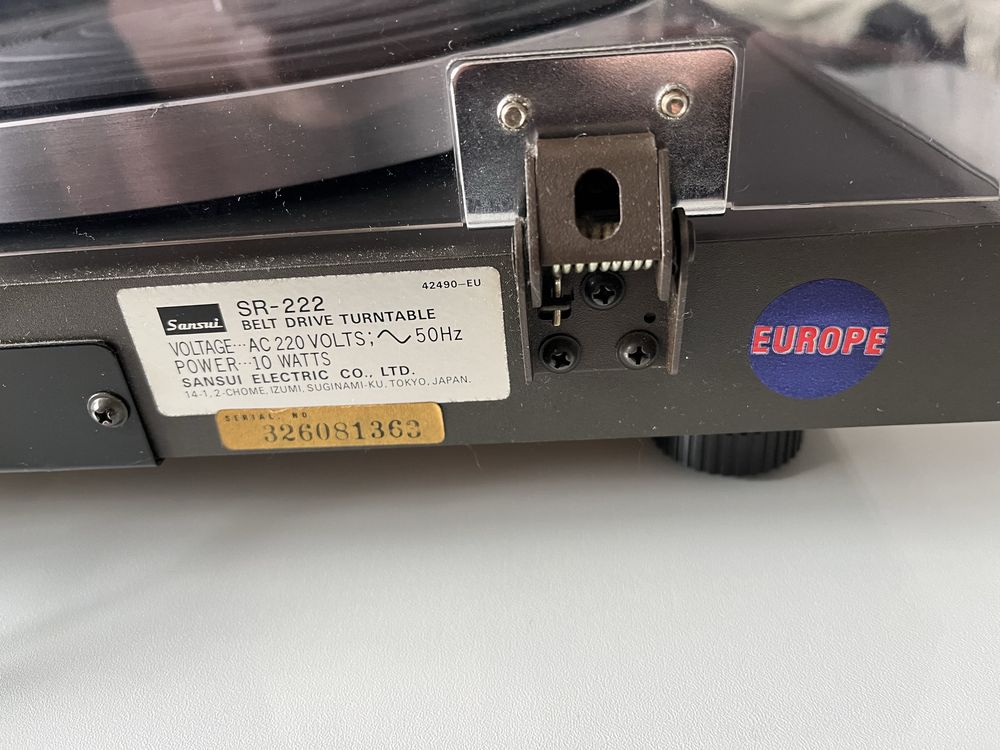 Sansui
SR-222
42490-EU
BELT DRIVE TURNTABLE
VOLTAGE···AC 220 VOLTS; ∿ 50Hz
POWER···10 WATTS
SANSUI ELECTRIC CO., LTD.
14-1, 2-CHOME, IZUMI, SUGINAMI-KU, TOKYO, JAPAN.
SERIAL NO
326081363
EUROPE